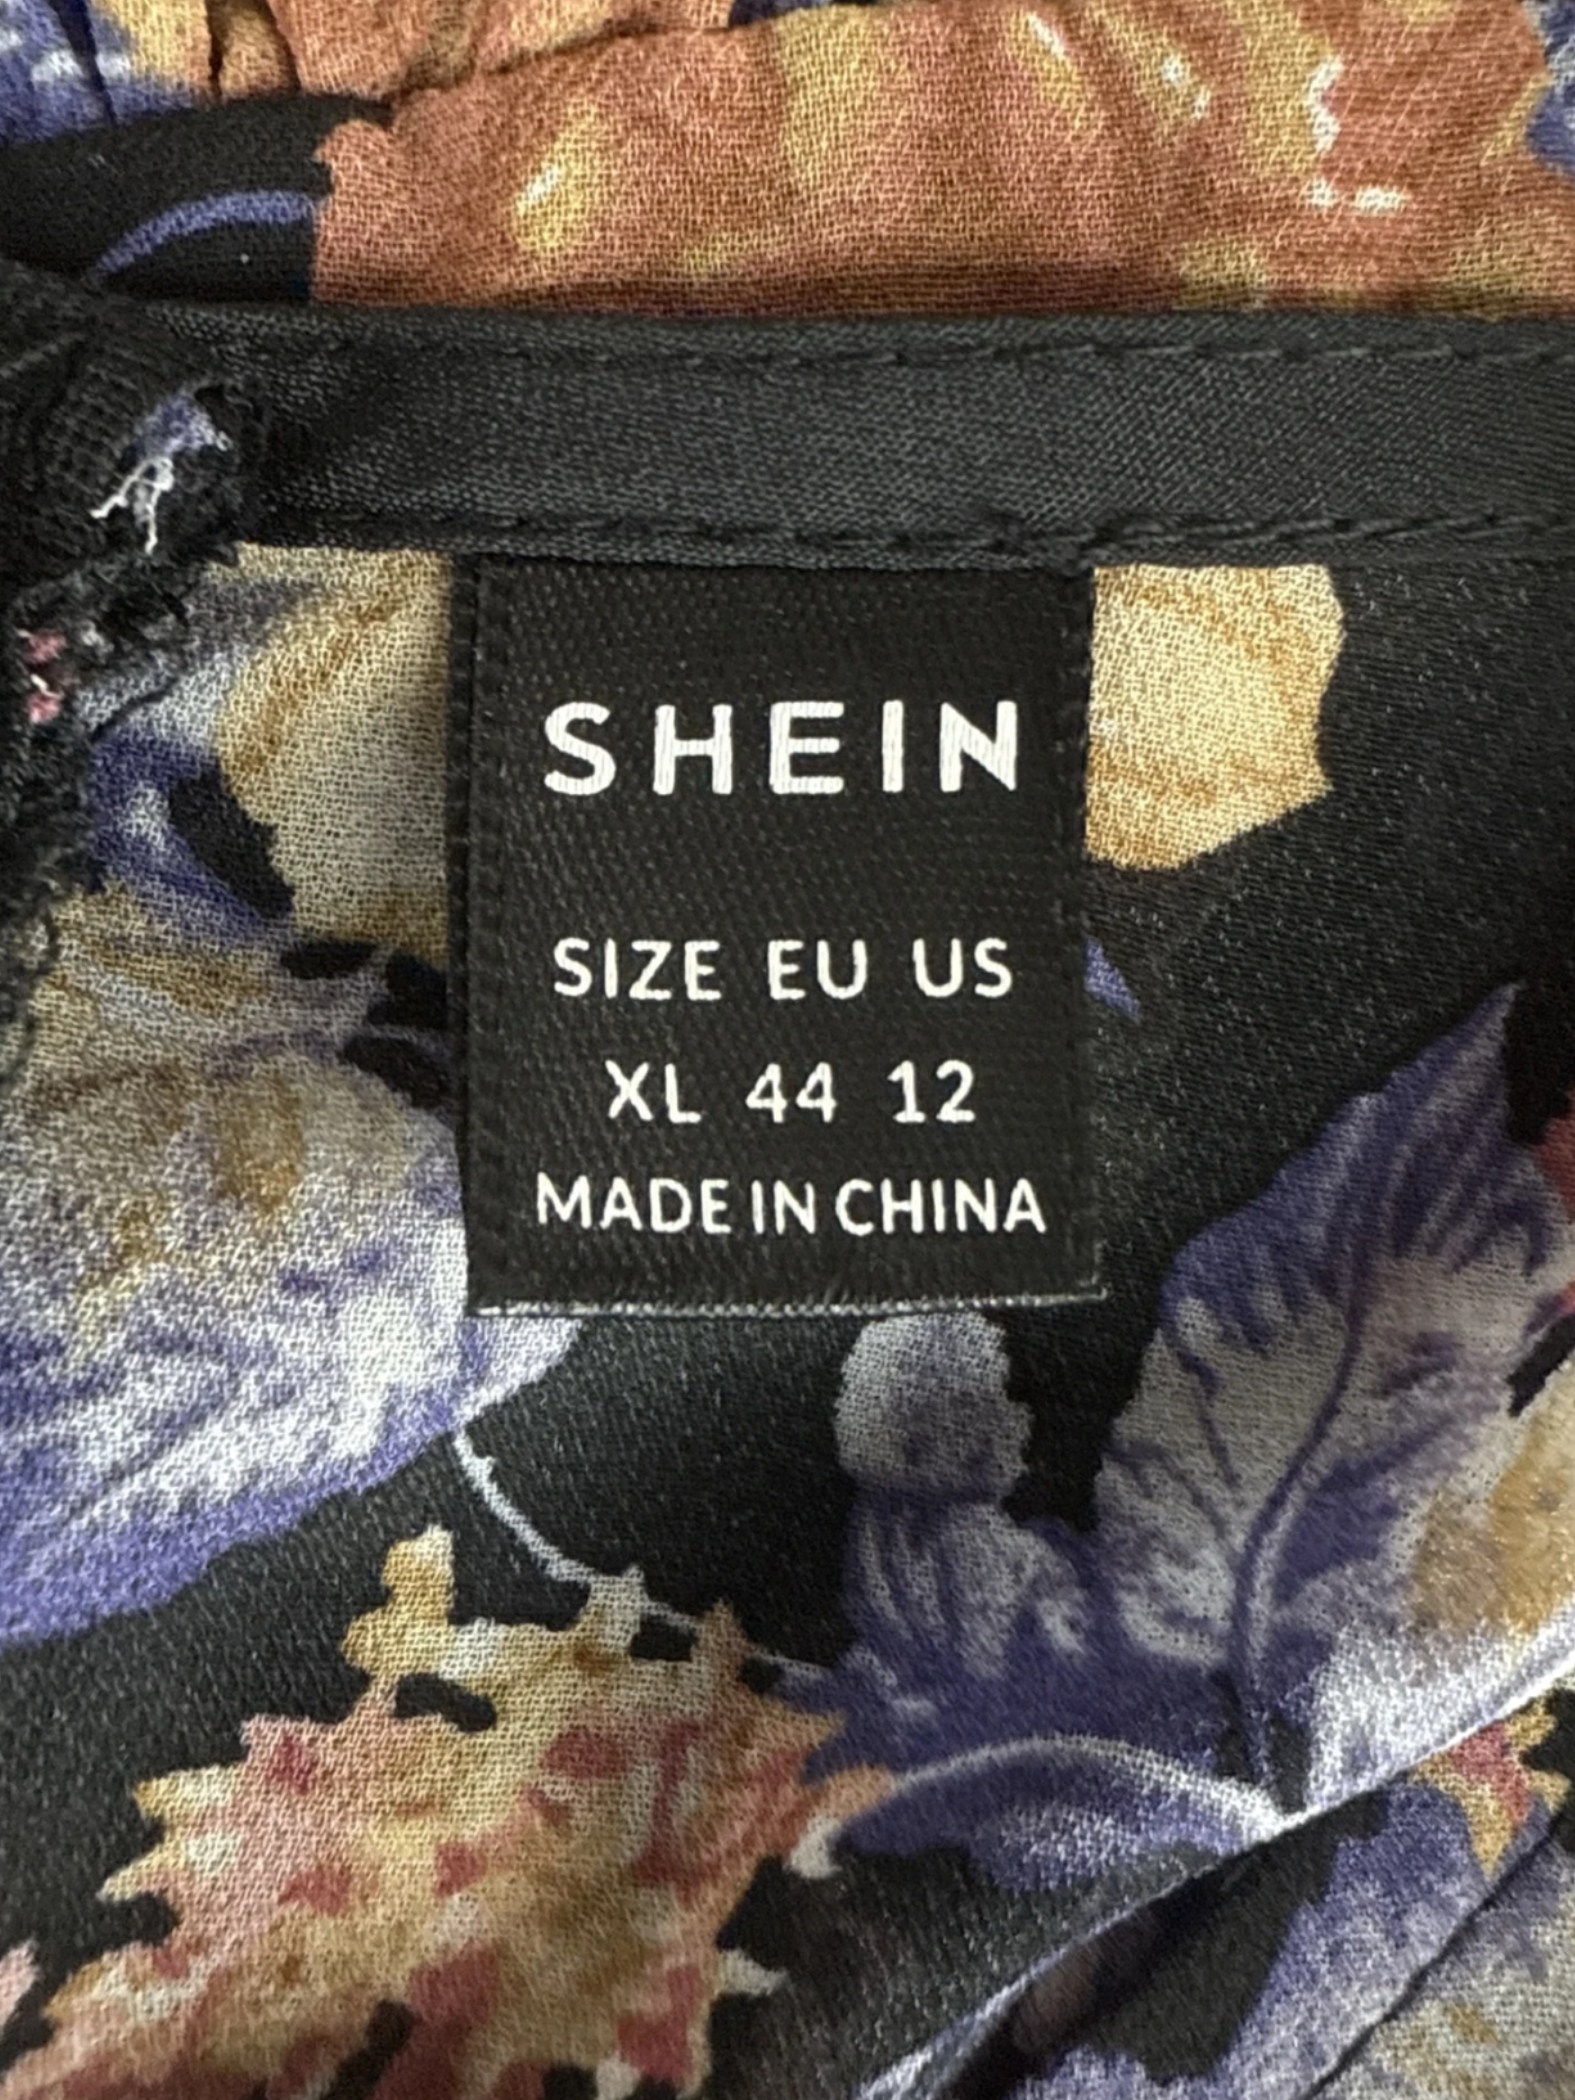 SHEIN
SIZE EU US
XL 44 12
MADE IN CHINA